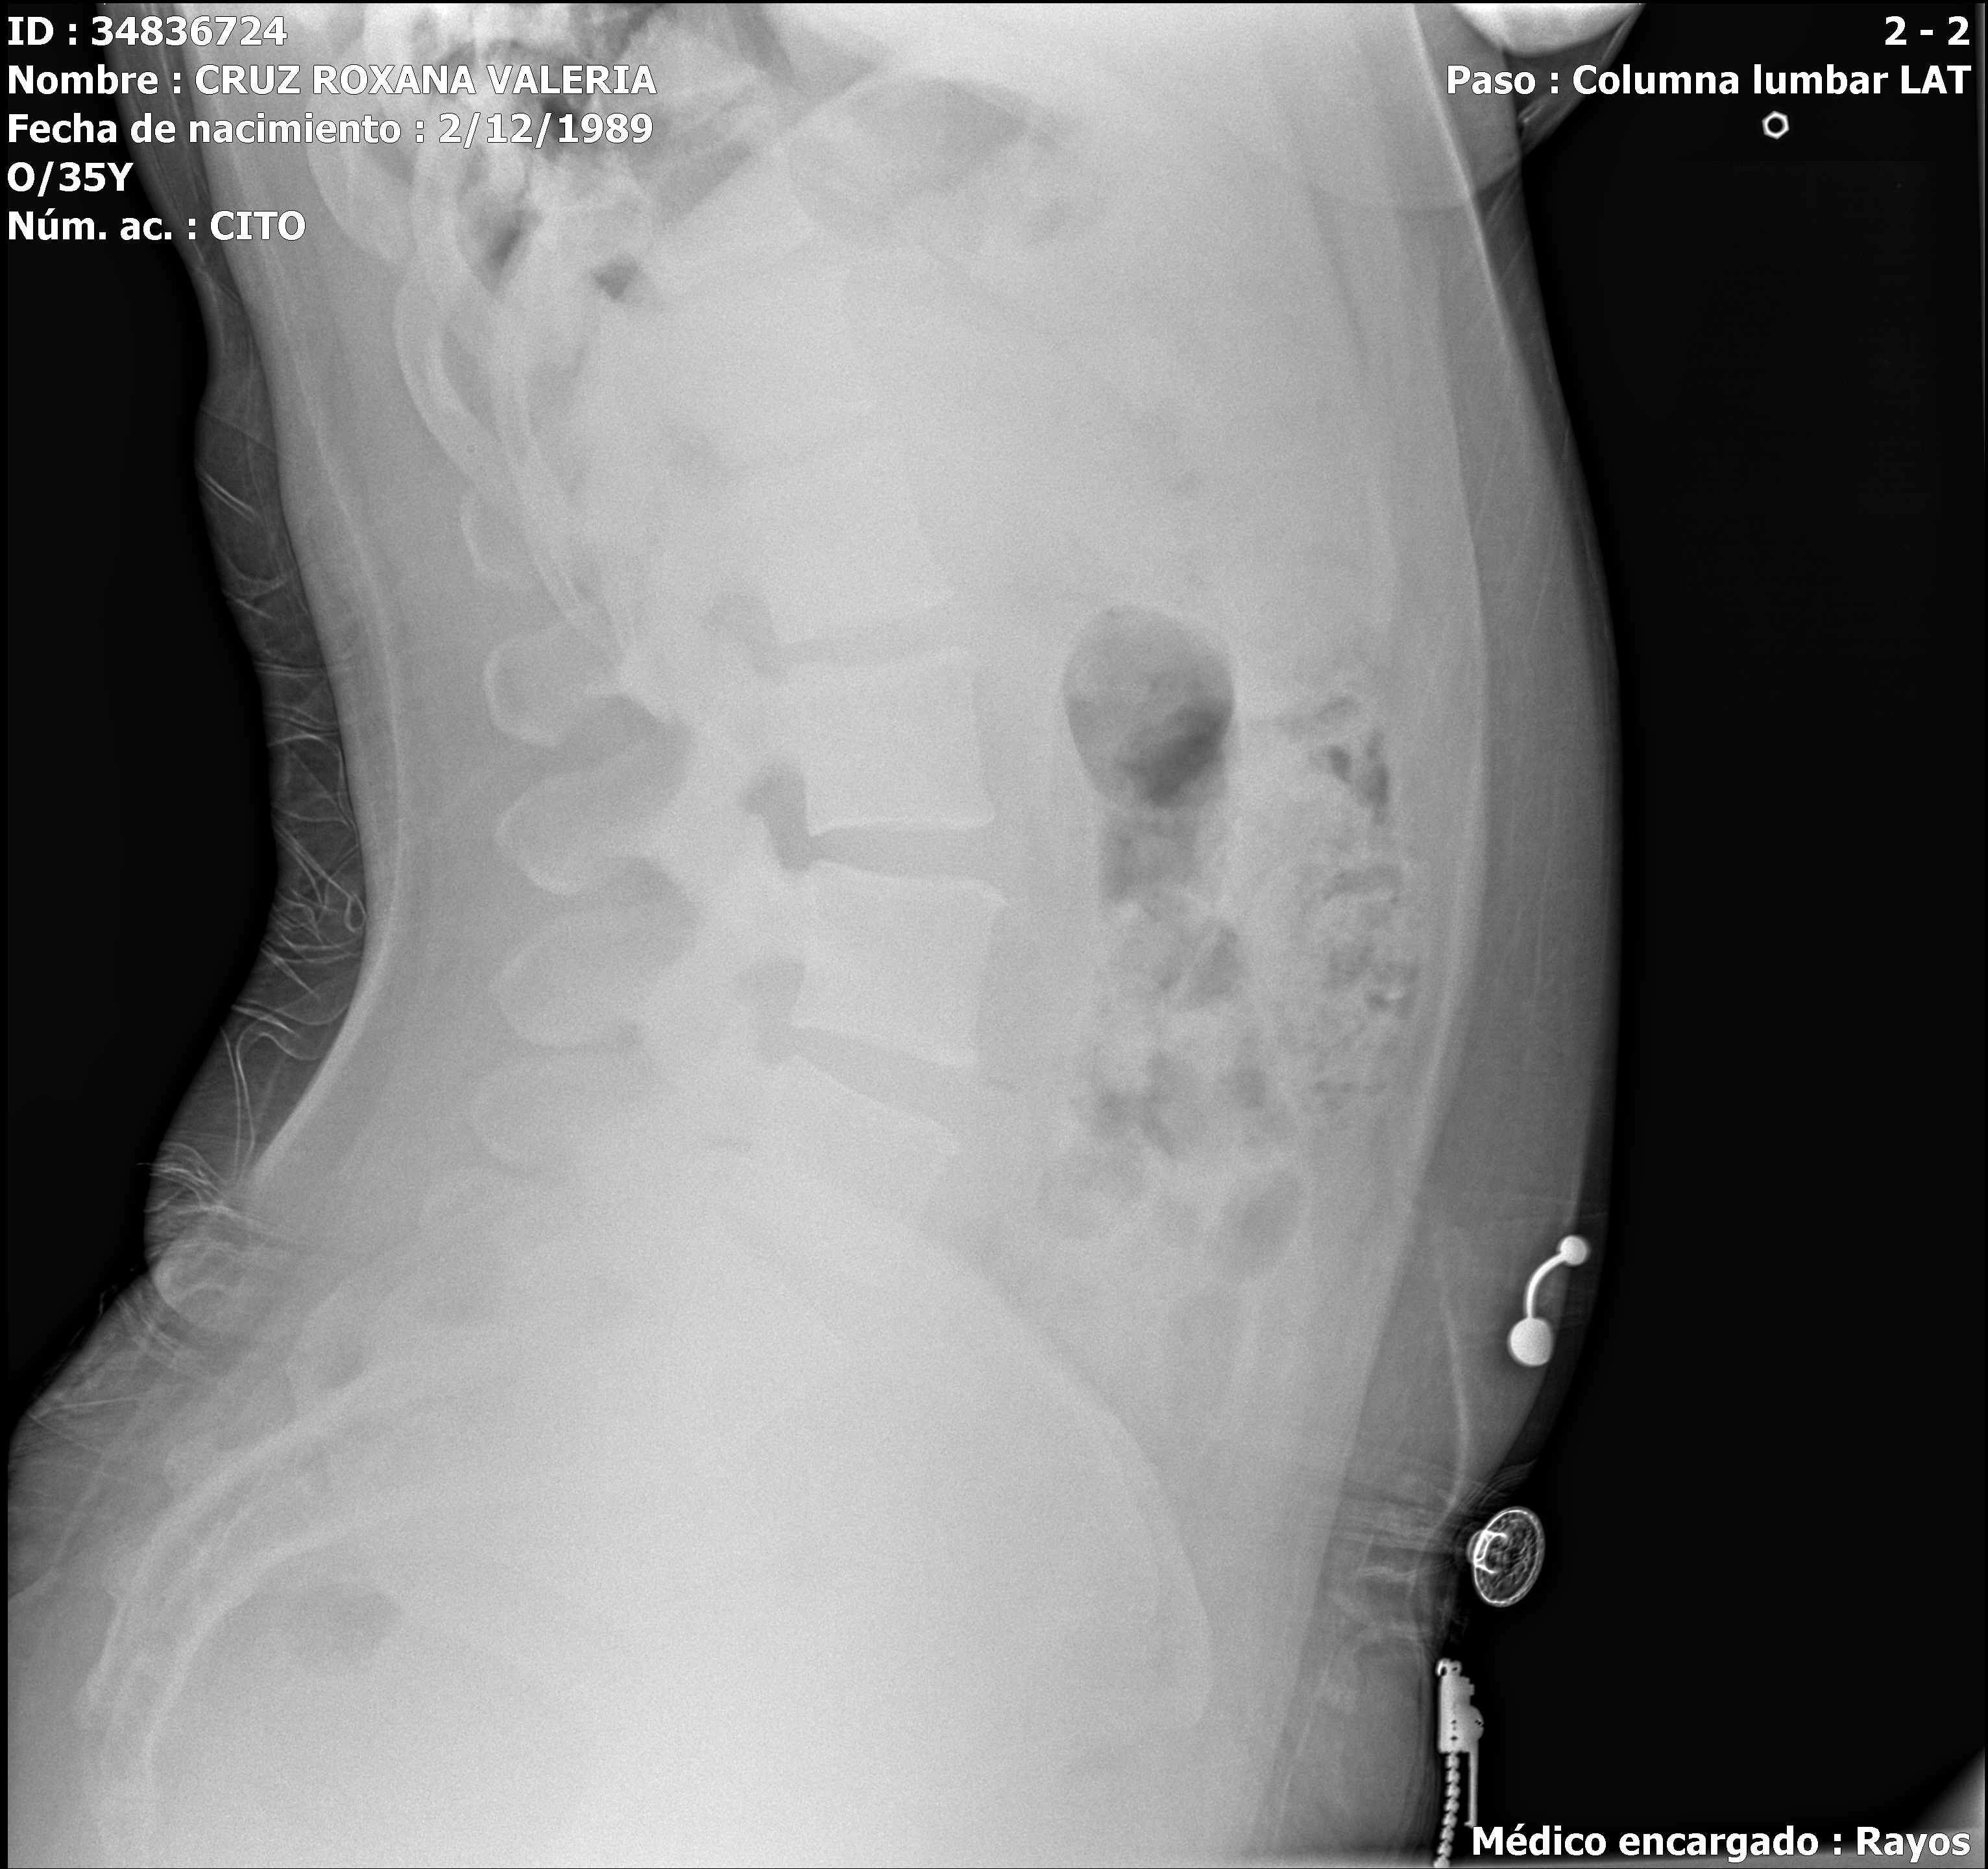 ID : 34836724
Nombre : CRUZ ROXANA VALERIA
Fecha de nacimiento : 2/12/1989
O/35Y
Núm. ac. : CITO
2 - 2
Paso : Columna lumbar LAT
Médico encargado : Rayos